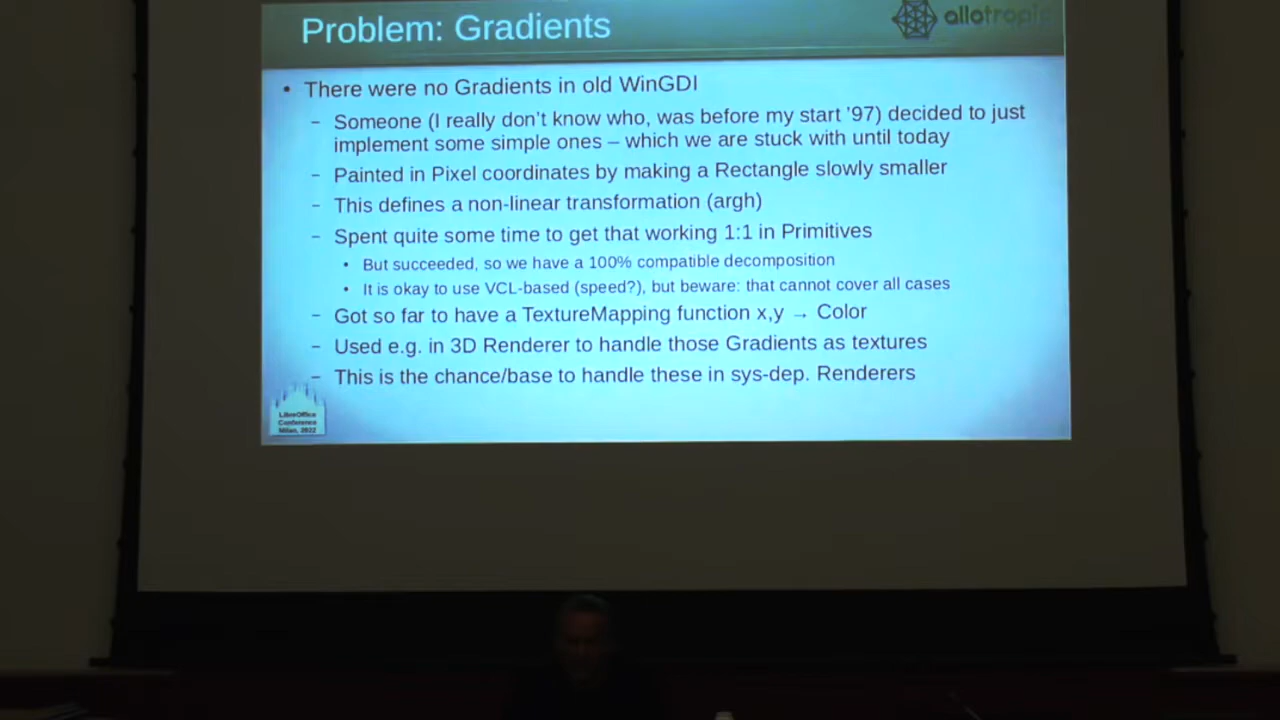 Problem: Gradients
allotropia
• There were no Gradients in old WinGDI
– Someone (I really don't know who, was before my start '97) decided to just
implement some simple ones – which we are stuck with until today
– Painted in Pixel coordinates by making a Rectangle slowly smaller
– This defines a non-linear transformation (argh)
– Spent quite some time to get that working 1:1 in Primitives
• But succeeded, so we have a 100% compatible decomposition
• It is okay to use VCL-based (speed?), but beware: that cannot cover all cases
– Got so far to have a TextureMapping function x,y → Color
– Used e.g. in 3D Renderer to handle those Gradients as textures
– This is the chance/base to handle these in sys-dep. Renderers
LibreOffice
Conference
Milan, 2022